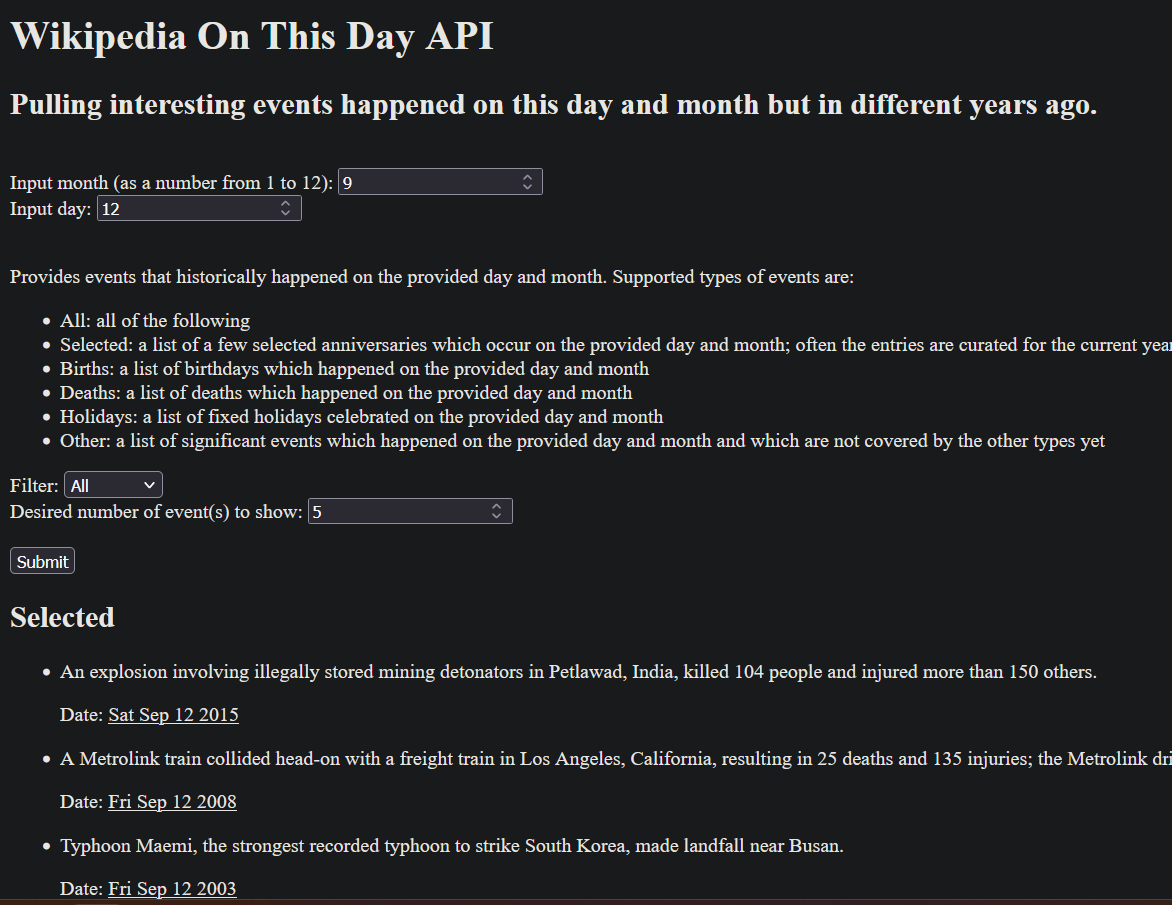 Wikipedia On This Day API
Pulling interesting events happened on this day and month but in different years ago.
Input month (as a number from 1 to 12): 9
Input day: 12
Provides events that historically happened on the provided day and month. Supported types of events are:
All: all of the following
Selected: a list of a few selected anniversaries which occur on the provided day and month; often the entries are curated for the current
Births: a list of birthdays which happened on the provided day and month
Deaths: a list of deaths which happened on the provided day and month
Holidays: a list of fixed holidays celebrated on the provided day and month
Other: a list of significant events which happened on the provided day and month and which are not covered by the other types yet
Filter: All
Desired number of event(s) to show: 5
Submit
Selected
An explosion involving illegally stored mining detonators in Petlawad, India, killed 104 people and injured more than 150 others.
Date: Sat Sep 12 2015
A Metrolink train collided head-on with a freight train in Los Angeles, California, resulting in 25 deaths and 135 injuries; the Metrolink
Date: Fri Sep 12 2008
Typhoon Maemi, the strongest recorded typhoon to strike South Korea, made landfall near Busan.
Date: Fri Sep 12 2003